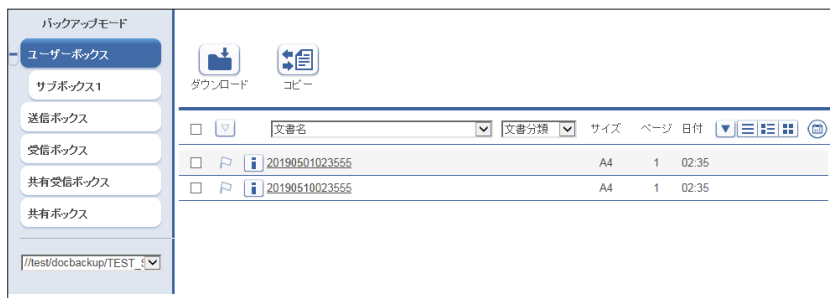 バックアップモード
ユーザーボックス
サブボックス1
送信ボックス
受信ボックス
共有受信ボックス
共有ボックス
//test/docbackup/TEST_
ダウンロード
コピー
文書名
文書分類
サイズ
ページ
日付
20190501023555 A4 1 02:35
20190510023555 A4 1 02:35